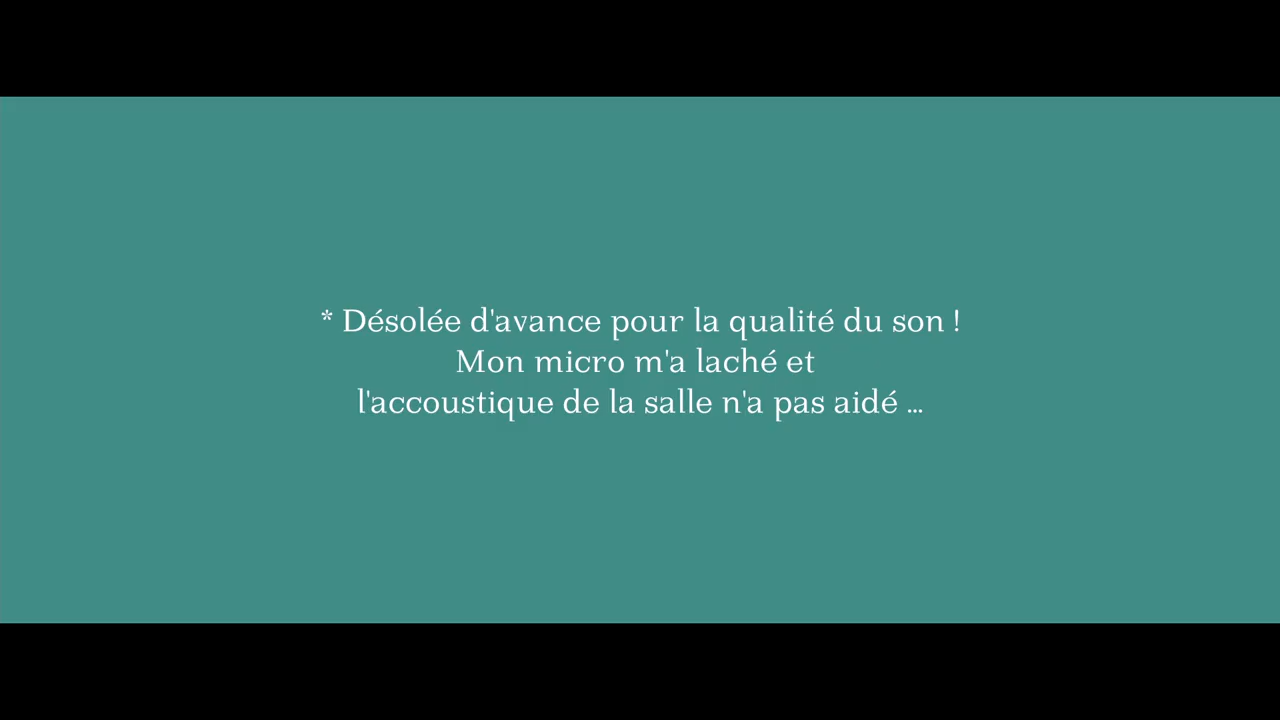 * Désolée d'avance pour la qualité du son !
Mon micro m'a laché et
l'accoustique de la salle n'a pas aidé ...